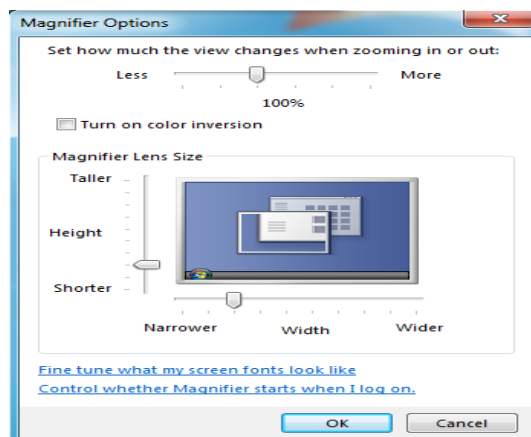 Magnifier Options
Set how much the view changes when zooming in or out:
Less More
100%
Turn on color inversion
Magnifier Lens Size
Taller
Height
Shorter
Narrower Width Wider
Fine tune what my screen fonts look like
Control whether Magnifier starts when I log on.
OK Cancel